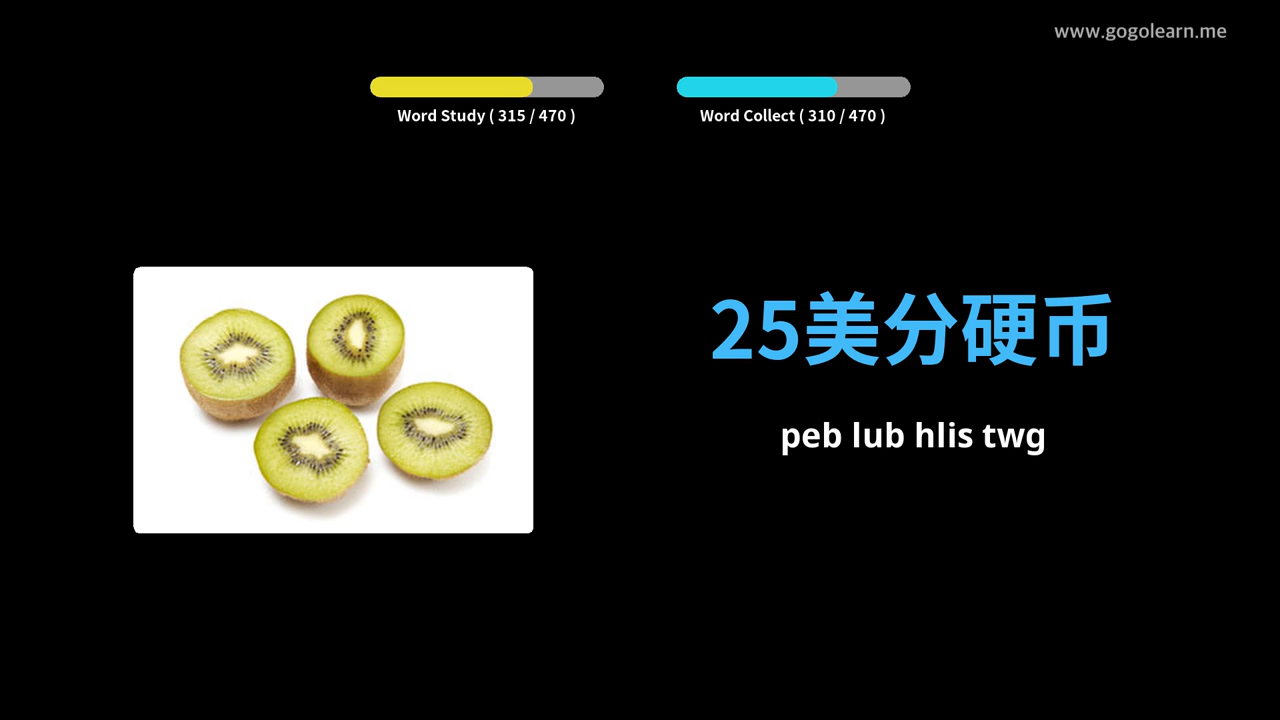 www.gogolearn.me
Word Study ( 315 / 470 )
Word Collect ( 310 / 470 )
25美分硬币
peb lub hlis twg